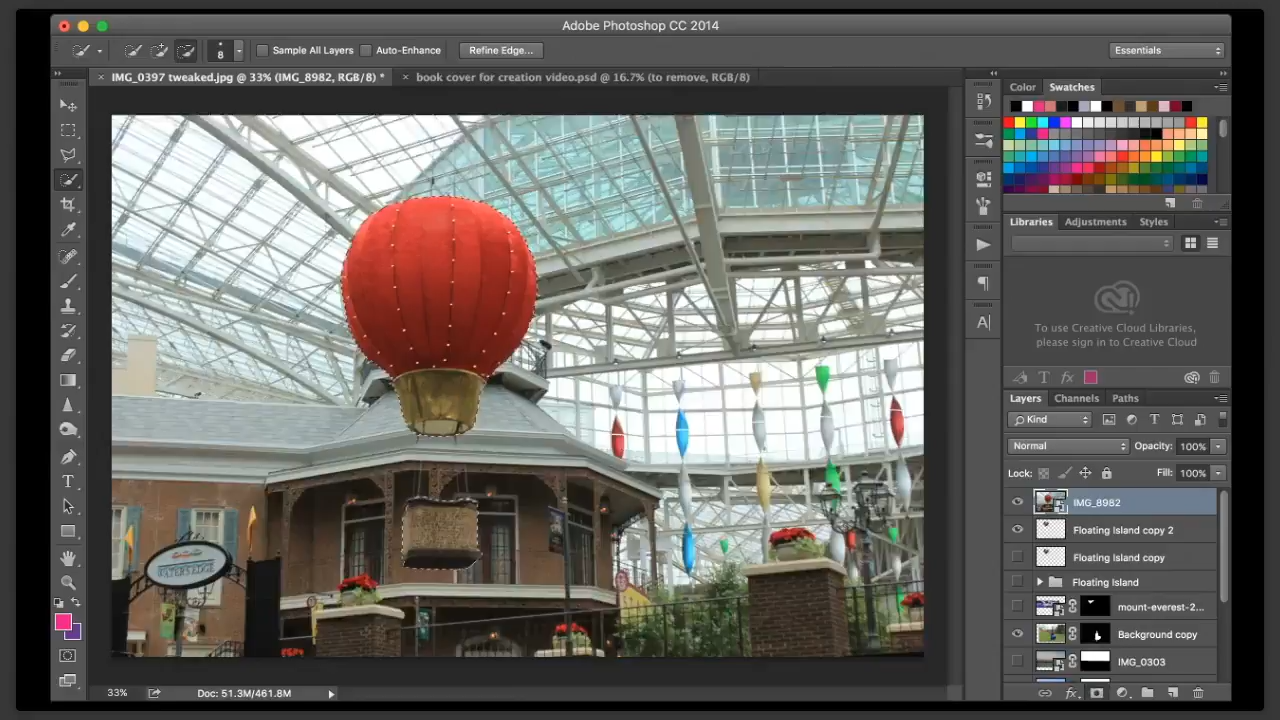 Adobe Photoshop CC 2014
8
Sample All Layers
Auto-Enhance
Refine Edge...
Essentials
IMG_0397 tweaked.jpg @ 33% (IMG_8982, RGB/8) *
book cover for creation video.psd @ 16.7% (to remove, RGB/8)
Color
Swatches
Libraries
Adjustments
Styles
To use Creative Cloud Libraries,
please sign in to Creative Cloud
Layers
Channels
Paths
Kind
Normal
Opacity: 100%
Lock:
Fill: 100%
IMG_8982
Floating Island copy 2
Floating Island copy
Floating Island
mount-everest-2...
Background copy
IMG_0303
33%
Doc: 51.3M/461.8M